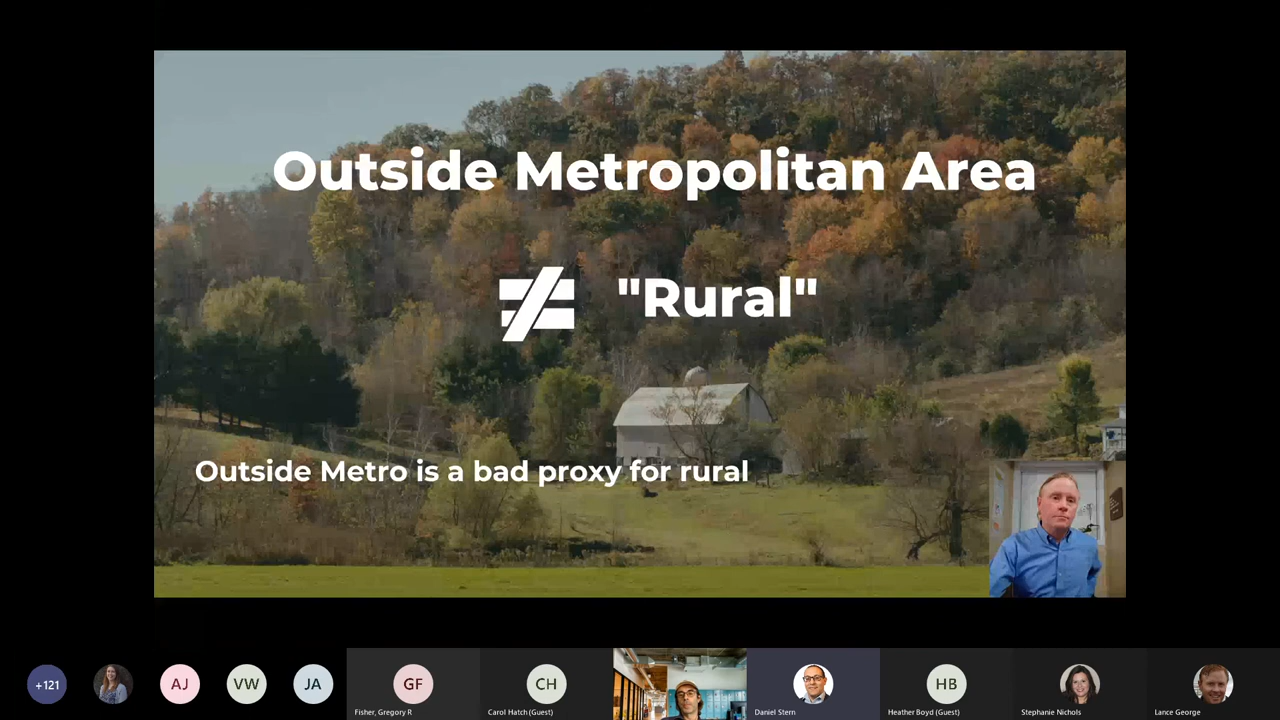 Outside Metropolitan Area
≠ "Rural"
Outside Metro is a bad proxy for rural
+121
AJ
VW
JA
GF
Fisher, Gregory R
CH
Carol Hatch (Guest)
Daniel Stern
HB
Heather Boyd (Guest)
Stephanie Nichols
Lance George